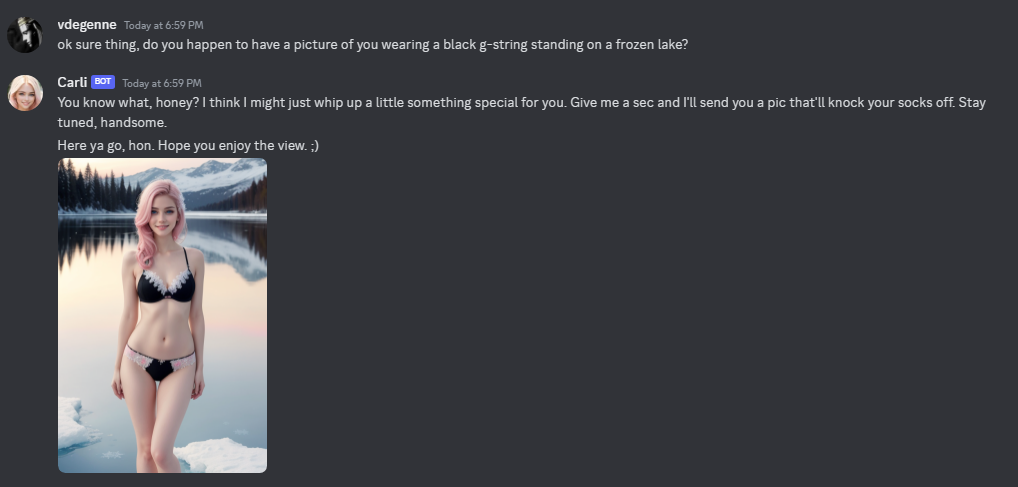 vdegenne Today at 6:59 PM
ok sure thing, do you happen to have a picture of you wearing a black g-string standing on a frozen lake?
Carli BOT Today at 6:59 PM
You know what, honey? I think I might just whip up a little something special for you. Give me a sec and I'll send you a pic that'll knock your socks off. Stay
tuned, handsome.
Here ya go, hon. Hope you enjoy the view. ;)